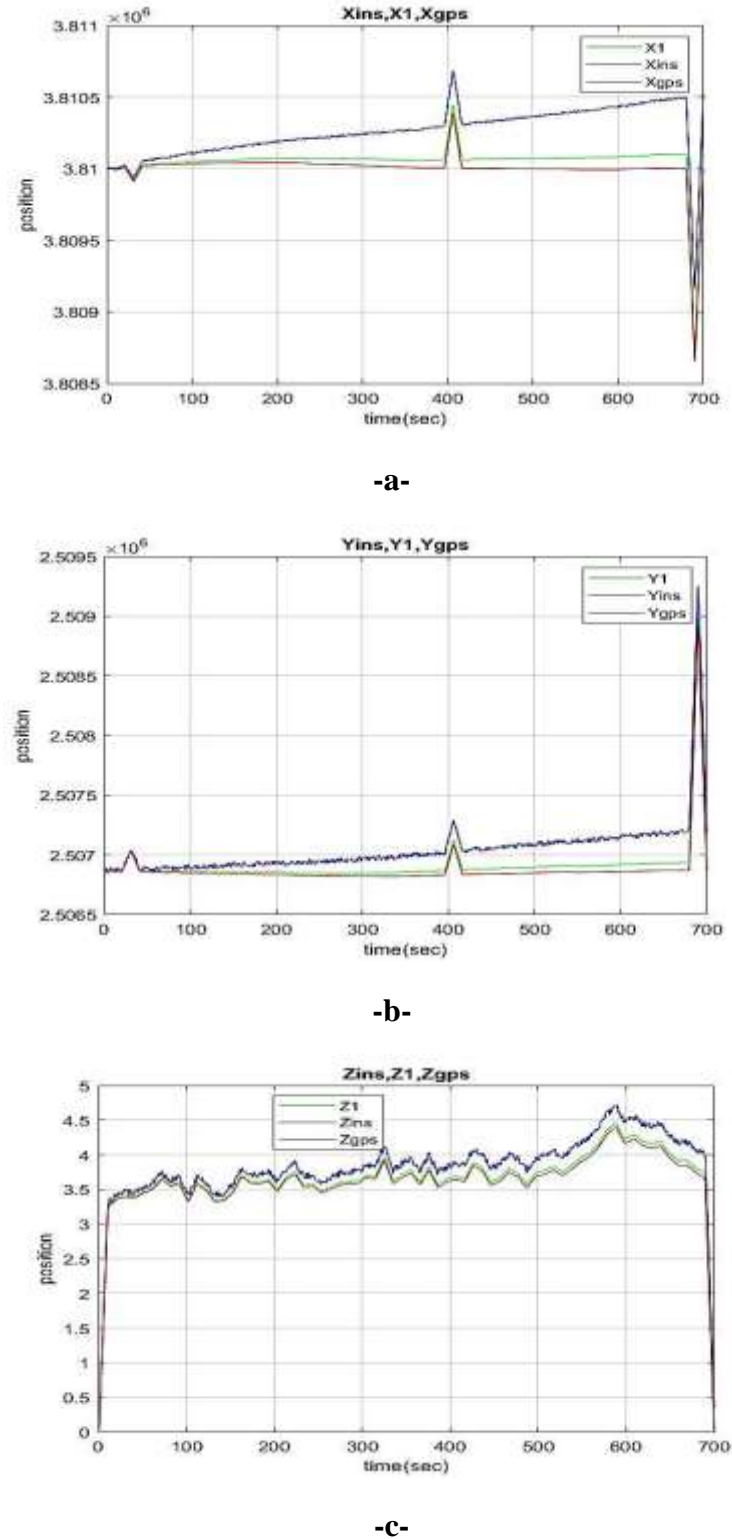 Xins,X1,Xgps
×10⁶
3.811
3.8105
3.81
3.8095
3.809
3.8085
position
X1
Xins
Xgps
0 100 200 300 400 500 600 700
time(sec)
-a-
Yins,Y1,Ygps
×10⁶
2.5095
2.509
2.5085
2.508
2.5075
2.507
2.5065
position
Y1
Yins
Ygps
0 100 200 300 400 500 600 700
time(sec)
-b-
Zins,Z1,Zgps
5
4.5
4
3.5
3
2.5
2
1.5
1
0.5
0
position
Z1
Zins
Zgps
0 100 200 300 400 500 600 700
time(sec)
-c-